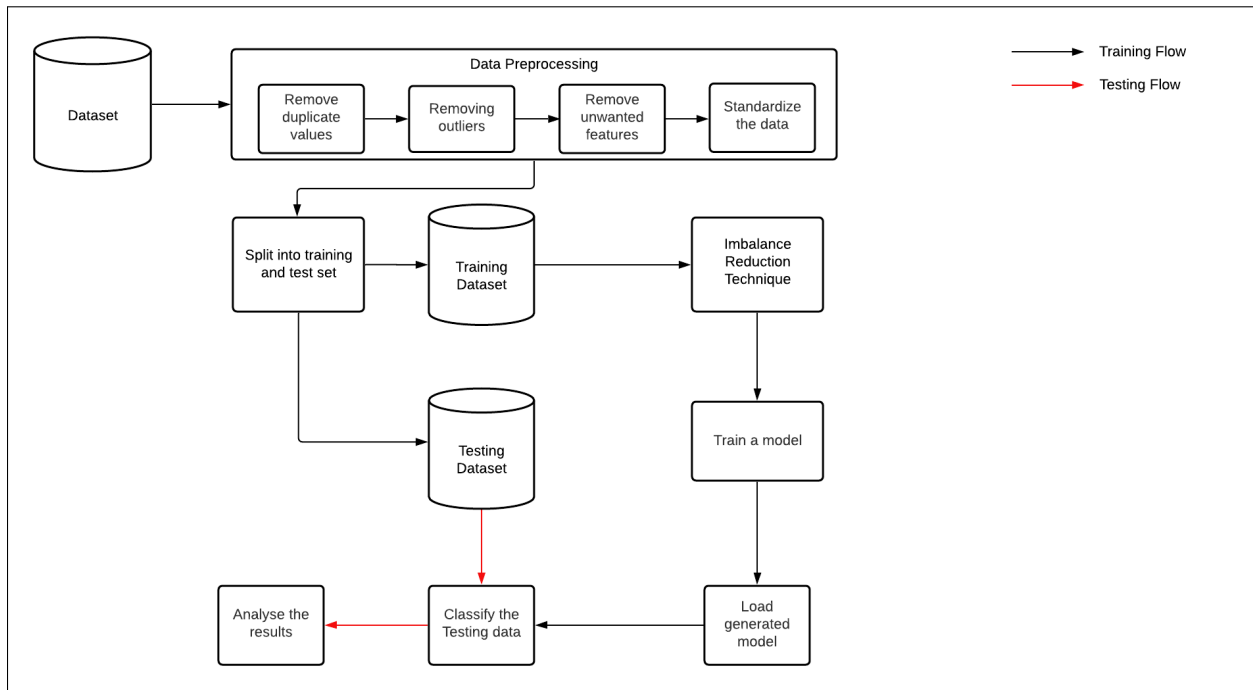 Dataset
Data Preprocessing
Remove
duplicate
values
Removing
outliers
Remove
unwanted
features
Standardize
the data
Training Flow
Testing Flow
Split into training
and test set
Training
Dataset
Imbalance
Reduction
Technique
Testing
Dataset
Train a model
Analyse the
results
Classify the
Testing data
Load
generated
model